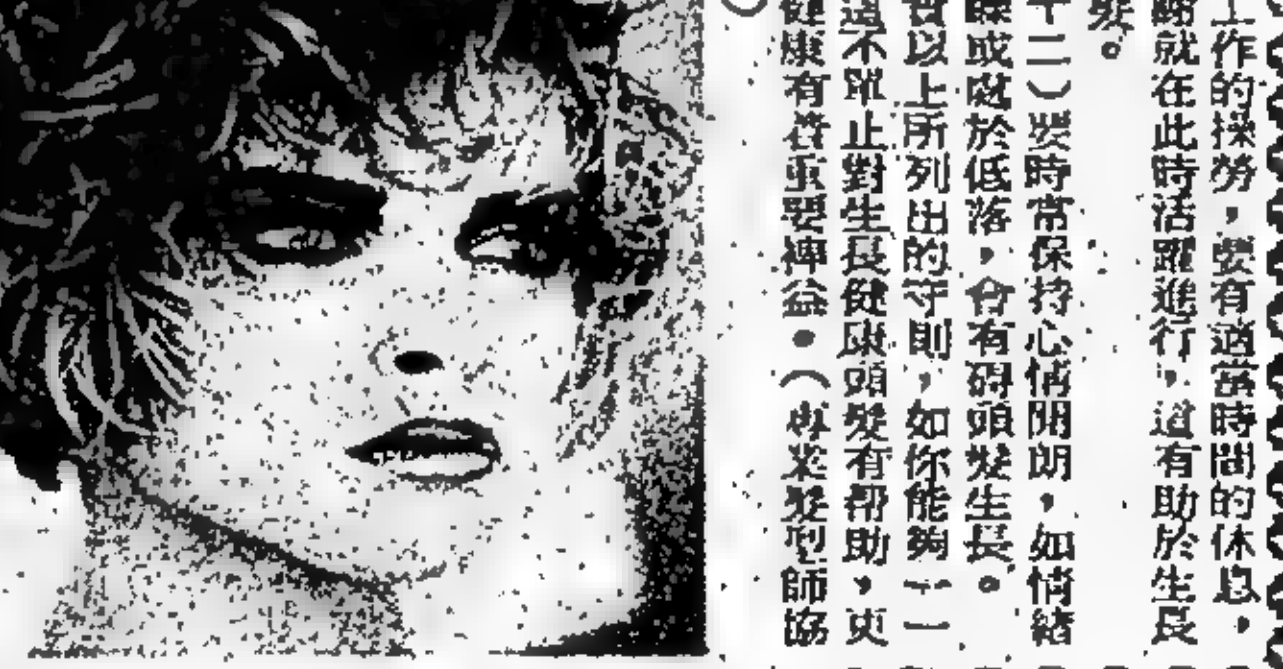 工作的操勞，要有適當時間的休息，
就在此時活躍進行，這有助於生長
髮。
十二）要時常保持心情開朗，如情緒
躁或處於低落，會有碍頭髮生長。
實以上所列出的守則，如你能夠一一
這不單止對生長健康頭髮有帮助，更
健康有着重要裨益。（專業髮型師協